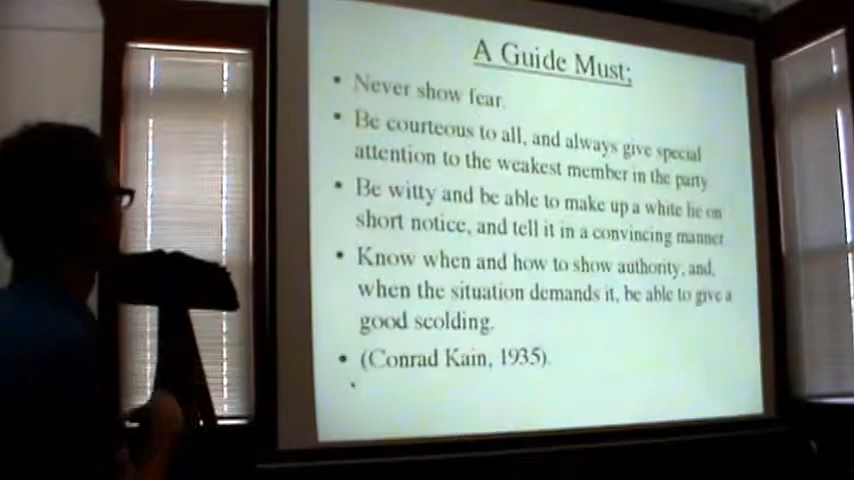 A Guide Must;
• Never show fear.
• Be courteous to all, and always give special
attention to the weakest member in the party
• Be witty and be able to make up a white lie on
short notice, and tell it in a convincing manner
• Know when and how to show authority, and,
when the situation demands it, be able to give a
good scolding.
• (Conrad Kain, 1935).
•